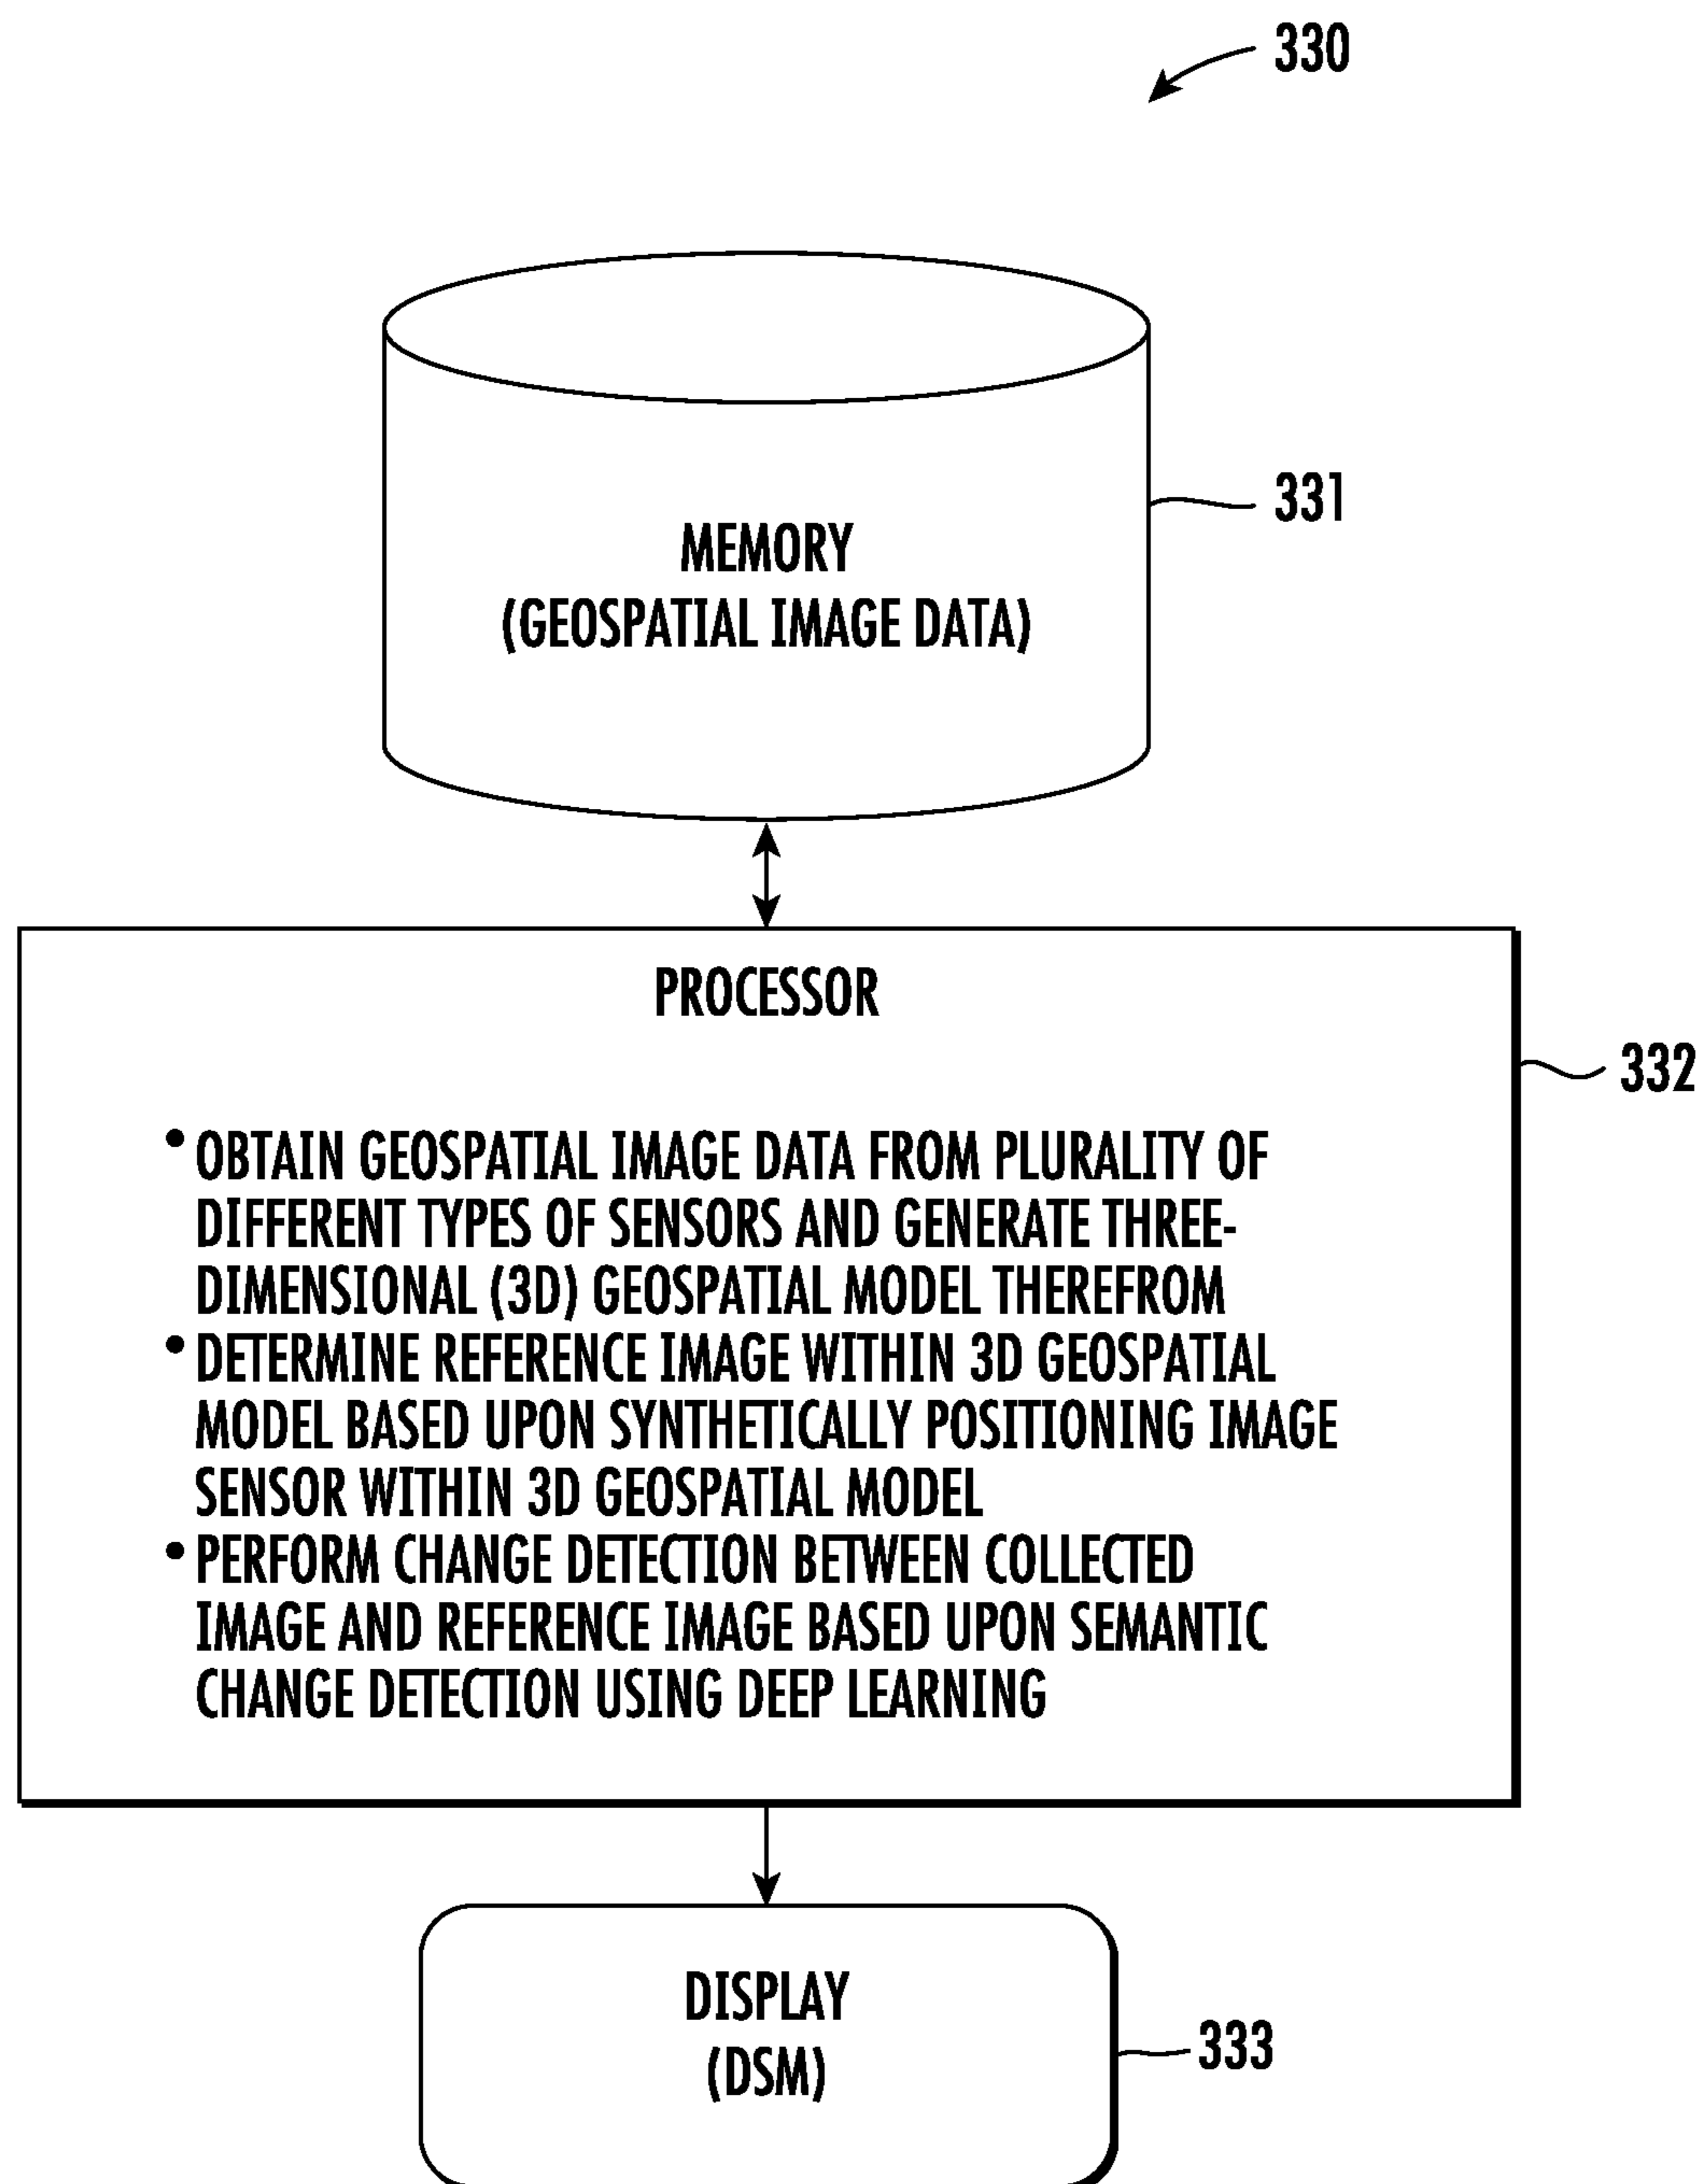 330
MEMORY
(GEOSPATIAL IMAGE DATA)
331
PROCESSOR
332
• OBTAIN GEOSPATIAL IMAGE DATA FROM PLURALITY OF
DIFFERENT TYPES OF SENSORS AND GENERATE THREE-
DIMENSIONAL (3D) GEOSPATIAL MODEL THEREFROM
• DETERMINE REFERENCE IMAGE WITHIN 3D GEOSPATIAL
MODEL BASED UPON SYNTHETICALLY POSITIONING IMAGE
SENSOR WITHIN 3D GEOSPATIAL MODEL
• PERFORM CHANGE DETECTION BETWEEN COLLECTED
IMAGE AND REFERENCE IMAGE BASED UPON SEMANTIC
CHANGE DETECTION USING DEEP LEARNING
DISPLAY
(DSM)
333